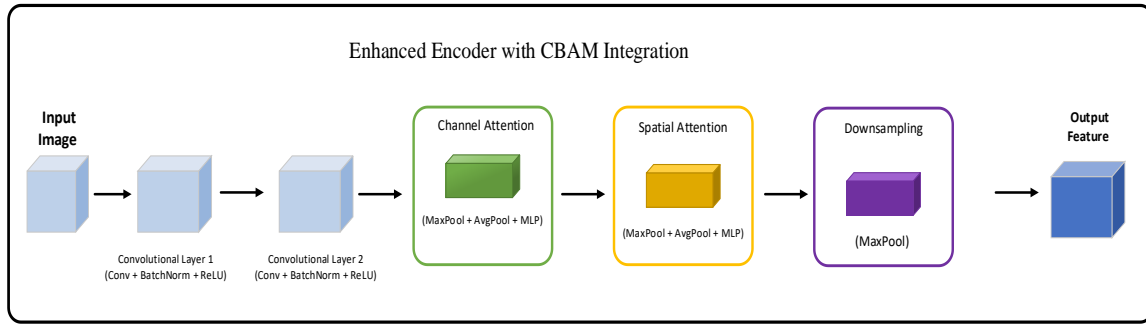 Enhanced Encoder with CBAM Integration
Input
Image
Convolutional Layer 1
(Conv + BatchNorm + ReLU)
Convolutional Layer 2
(Conv + BatchNorm + ReLU)
Channel Attention
(MaxPool + AvgPool + MLP)
Spatial Attention
(MaxPool + AvgPool + MLP)
Downsampling
(MaxPool)
Output
Feature